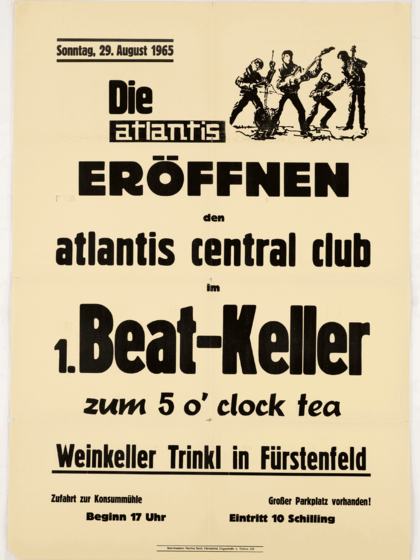 Sonntag, 29. August 1965
Die
atlantis
ERÖFFNEN
den
atlantis central club
im
1. Beat-Keller
zum 5 o' clock tea
Weinkeller Trinkl in Fürstenfeld
Zufahrt zur Konsummühle
Großer Parkplatz vorhanden!
Beginn 17 Uhr
Eintritt 10 Schilling